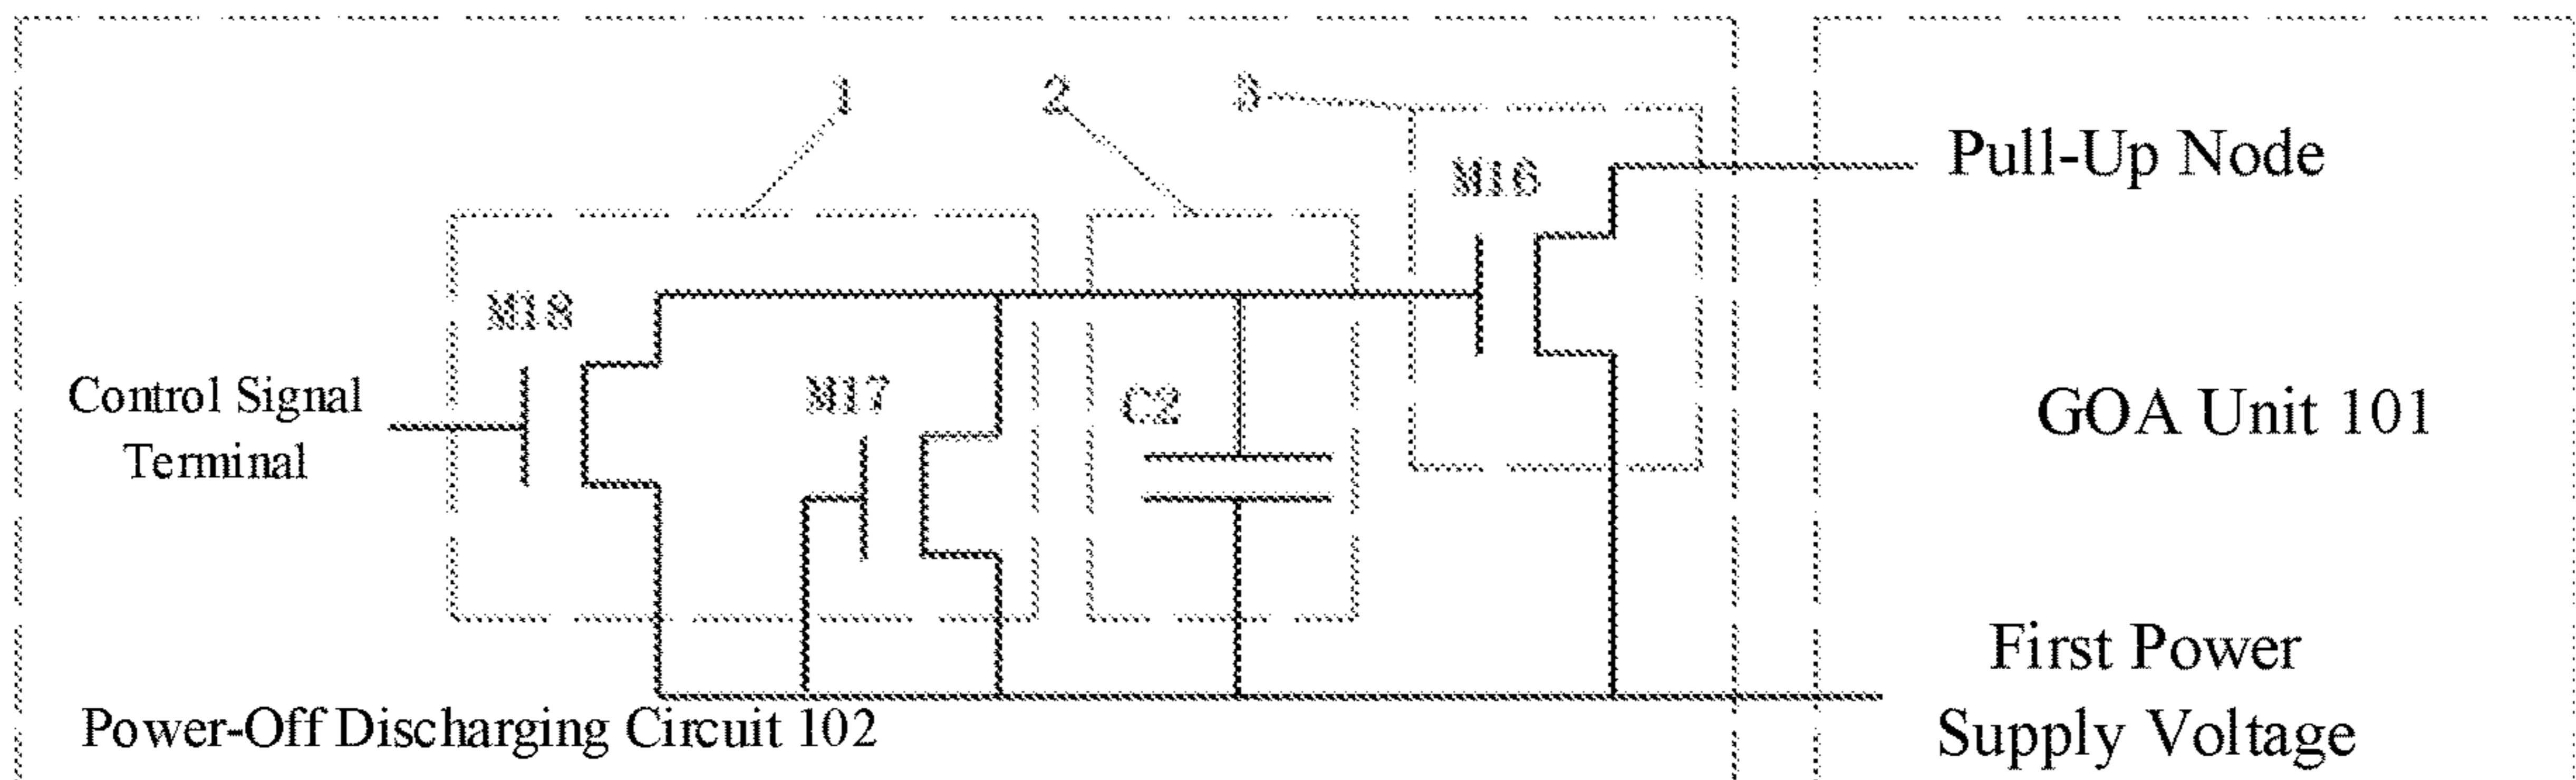 1
2
3
Pull-Up Node
M16
M18
M17
C2
Control Signal
Terminal
GOA Unit 101
First Power
Supply Voltage
Power-Off Discharging Circuit 102